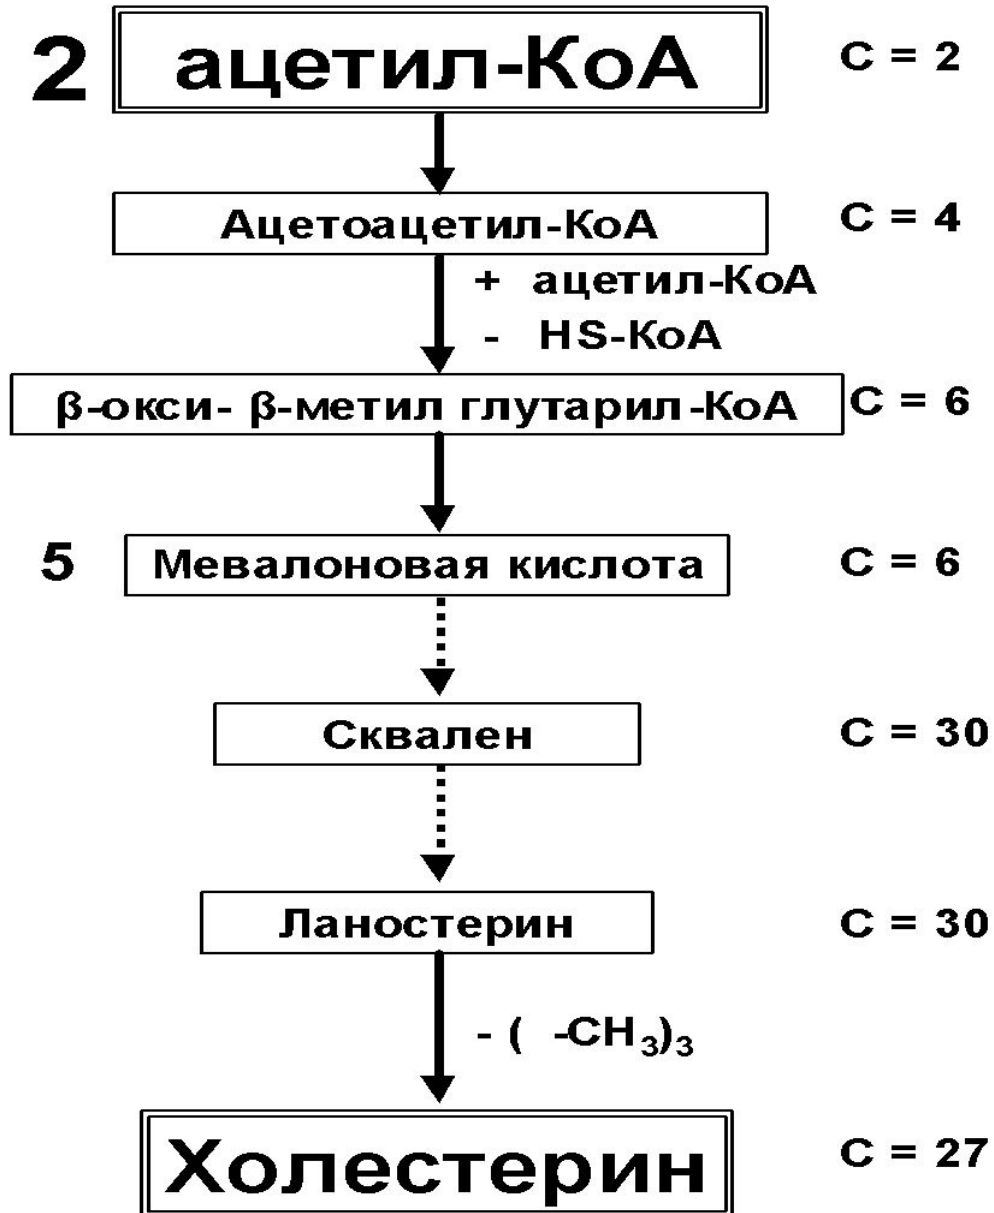 2 ацетил-КоА C = 2
Ацетоацетил-КоА C = 4
+ ацетил-КоА
- HS-КоА
β-окси- β-метил глутарил-КоА C = 6
5 Мевалоновая кислота C = 6
Сквален C = 30
Ланостерин C = 30
- ( -CH₃)₃
Холестерин C = 27